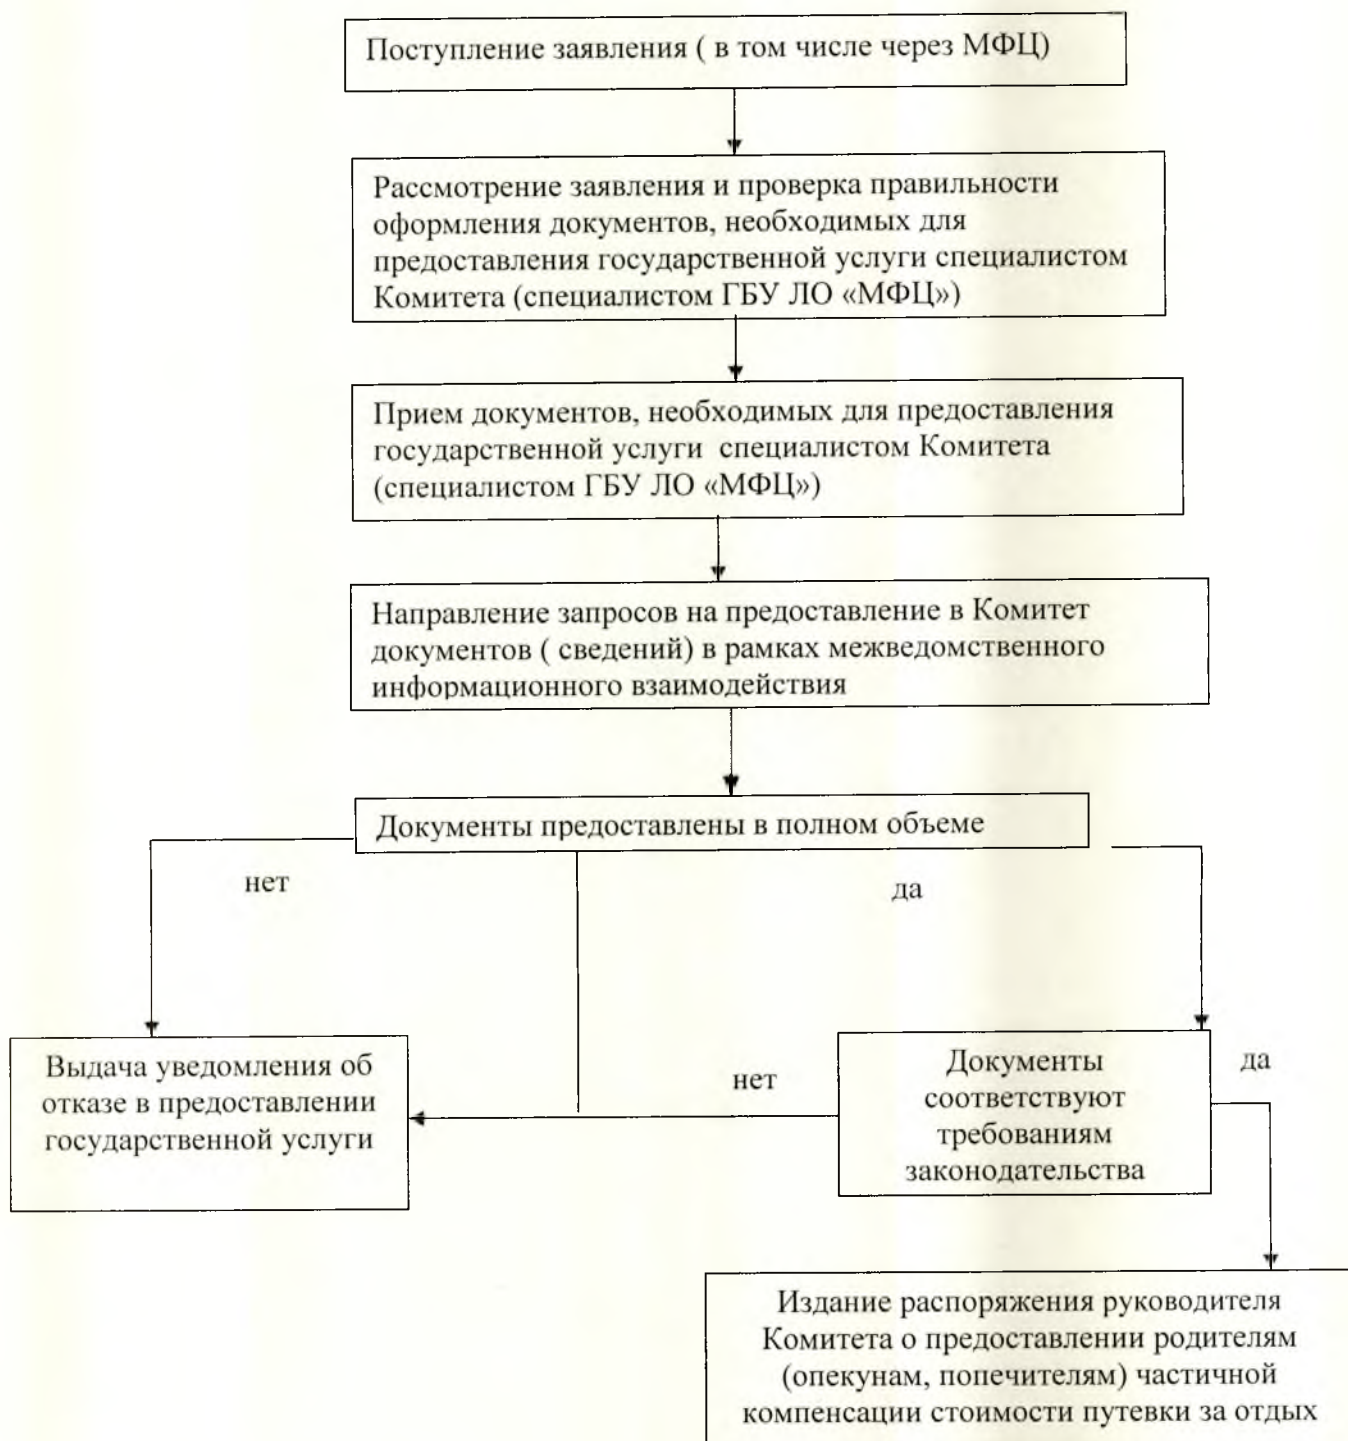 Поступление заявления ( в том числе через МФЦ)
Рассмотрение заявления и проверка правильности
оформления документов, необходимых для
предоставления государственной услуги специалистом
Комитета (специалистом ГБУ ЛО «МФЦ»)
Прием документов, необходимых для предоставления
государственной услуги специалистом Комитета
(специалистом ГБУ ЛО «МФЦ»)
Направление запросов на предоставление в Комитет
документов ( сведений) в рамках межведомственного
информационного взаимодействия
Документы предоставлены в полном объеме
нет
да
Выдача уведомления об
отказе в предоставлении
государственной услуги
нет
Документы
соответствуют
требованиям
законодательства
да
Издание распоряжения руководителя
Комитета о предоставлении родителям
(опекунам, попечителям) частичной
компенсации стоимости путевки за отдых